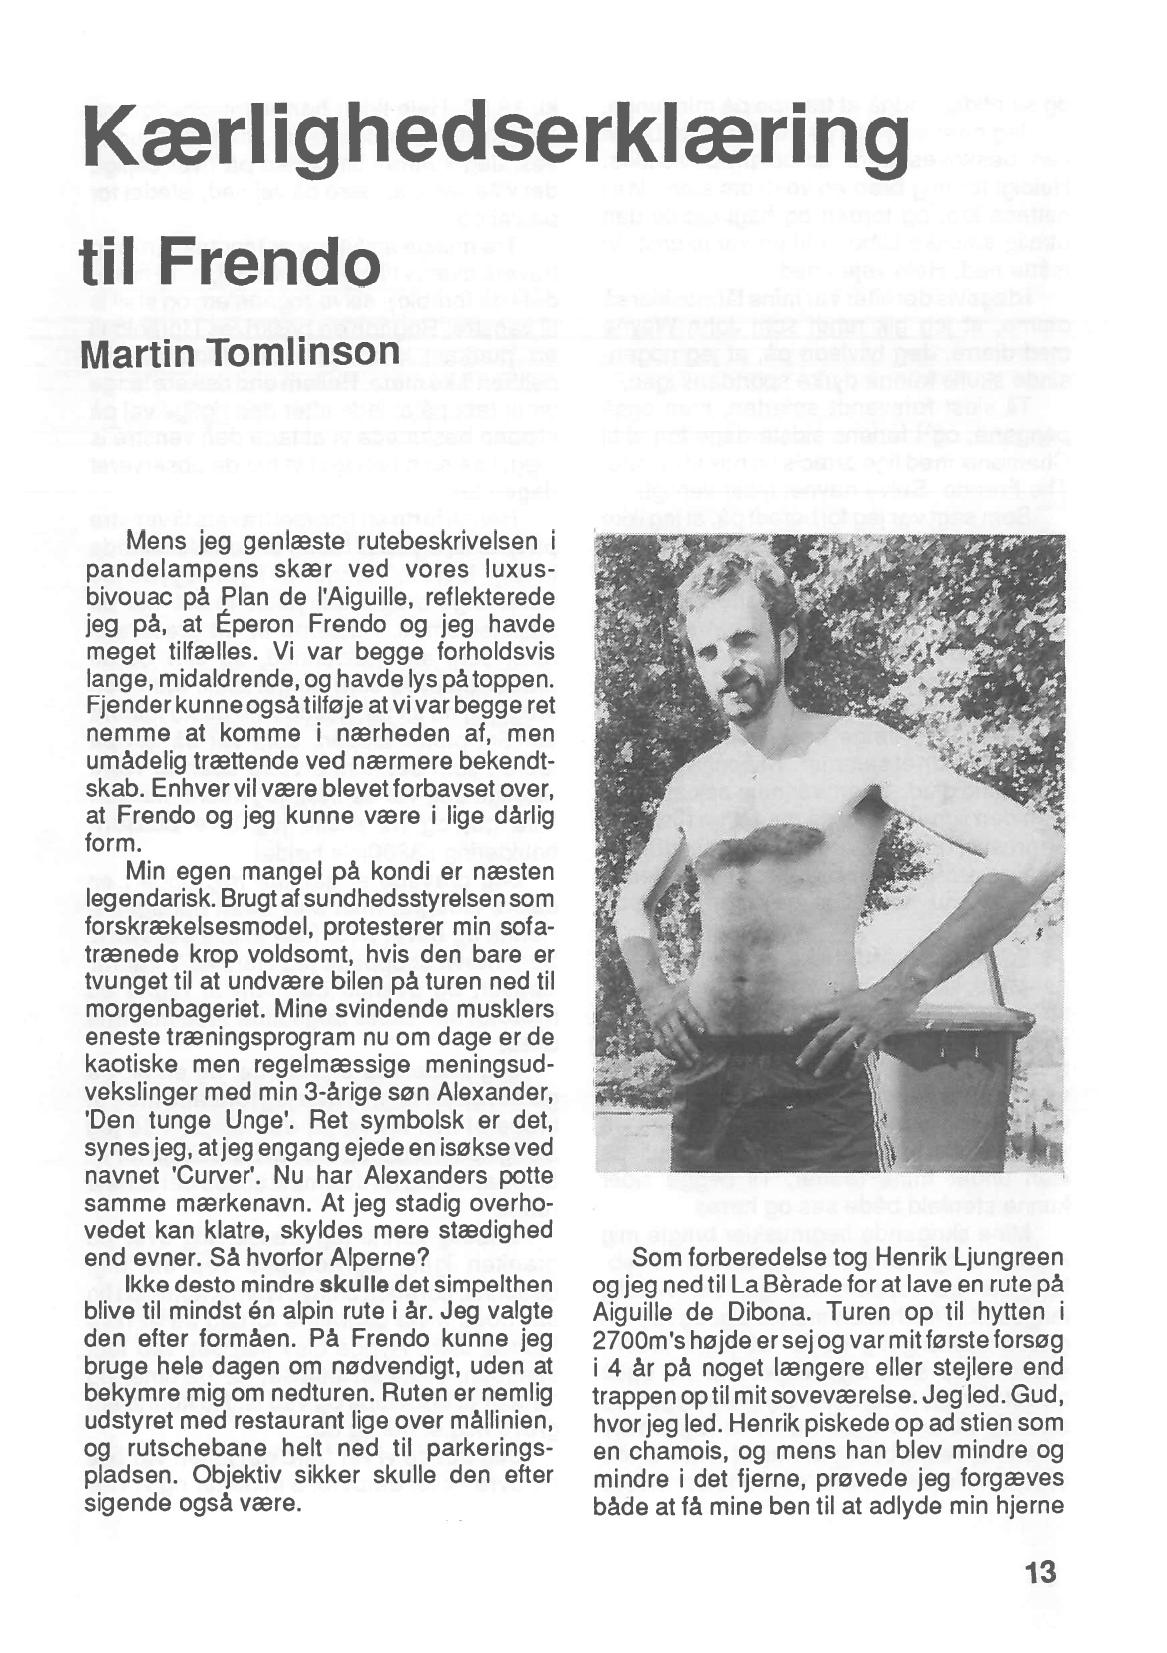 Kærlighedserklæring
til Frendo
Martin Tomlinson
Mens jeg genlæste rutebeskrivelsen i
pandelampens skær ved vores luxus-
bivouac på Plan de l'Aiguille, reflekterede
jeg på, at Éperon Frendo og jeg havde
meget tilfælles. Vi var begge forholdsvis
lange, midaldrende, og havde lys på toppen.
Fjender kunne også tilføje at vi var begge ret
nemme at komme i nærheden af, men
umådelig trættende ved nærmere bekendt-
skab. Enhver vil være blevet forbavset over,
at Frendo og jeg kunne være i lige dårlig
form.
Min egen mangel på kondi er næsten
legendarisk. Brugt af sundhedsstyrelsen som
forskrækelsesmodel, protesterer min sofa-
trænede krop voldsomt, hvis den bare er
tvunget til at undvære bilen på turen ned til
morgenbageriet. Mine svindende musklers
eneste træningsprogram nu om dage er de
kaotiske men regelmæssige meningsud-
vekslinger med min 3-årige søn Alexander,
'Den tunge Unge'. Ret symbolsk er det,
synes jeg, at jeg engang ejede en isøkse ved
navnet 'Curver'. Nu har Alexanders potte
samme mærkenavn. At jeg stadig overho-
vedet kan klatre, skyldes mere stædighed
end evner. Så hvorfor Alperne?
Ikke desto mindre skulle det simpelthen
blive til mindst én alpin rute i år. Jeg valgte
den efter formåen. På Frendo kunne jeg
bruge hele dagen om nødvendigt, uden at
bekymre mig om nedturen. Ruten er nemlig
udstyret med restaurant lige over mållinien,
og rutschebane helt ned til parkerings-
pladsen. Objektiv sikker skulle den efter
sigende også være.
Som forberedelse tog Henrik Ljungreen
og jeg ned til La Bèrade for at lave en rute på
Aiguille de Dibona. Turen op til hytten i
2700m's højde er sej og var mit første forsøg
i 4 år på noget længere eller stejlere end
trappen op til mit soveværelse. Jeg led. Gud,
hvor jeg led. Henrik piskede op ad stien som
en chamois, og mens han blev mindre og
mindre i det fjerne, prøvede jeg forgæves
både at få mine ben til at adlyde min hjerne
13